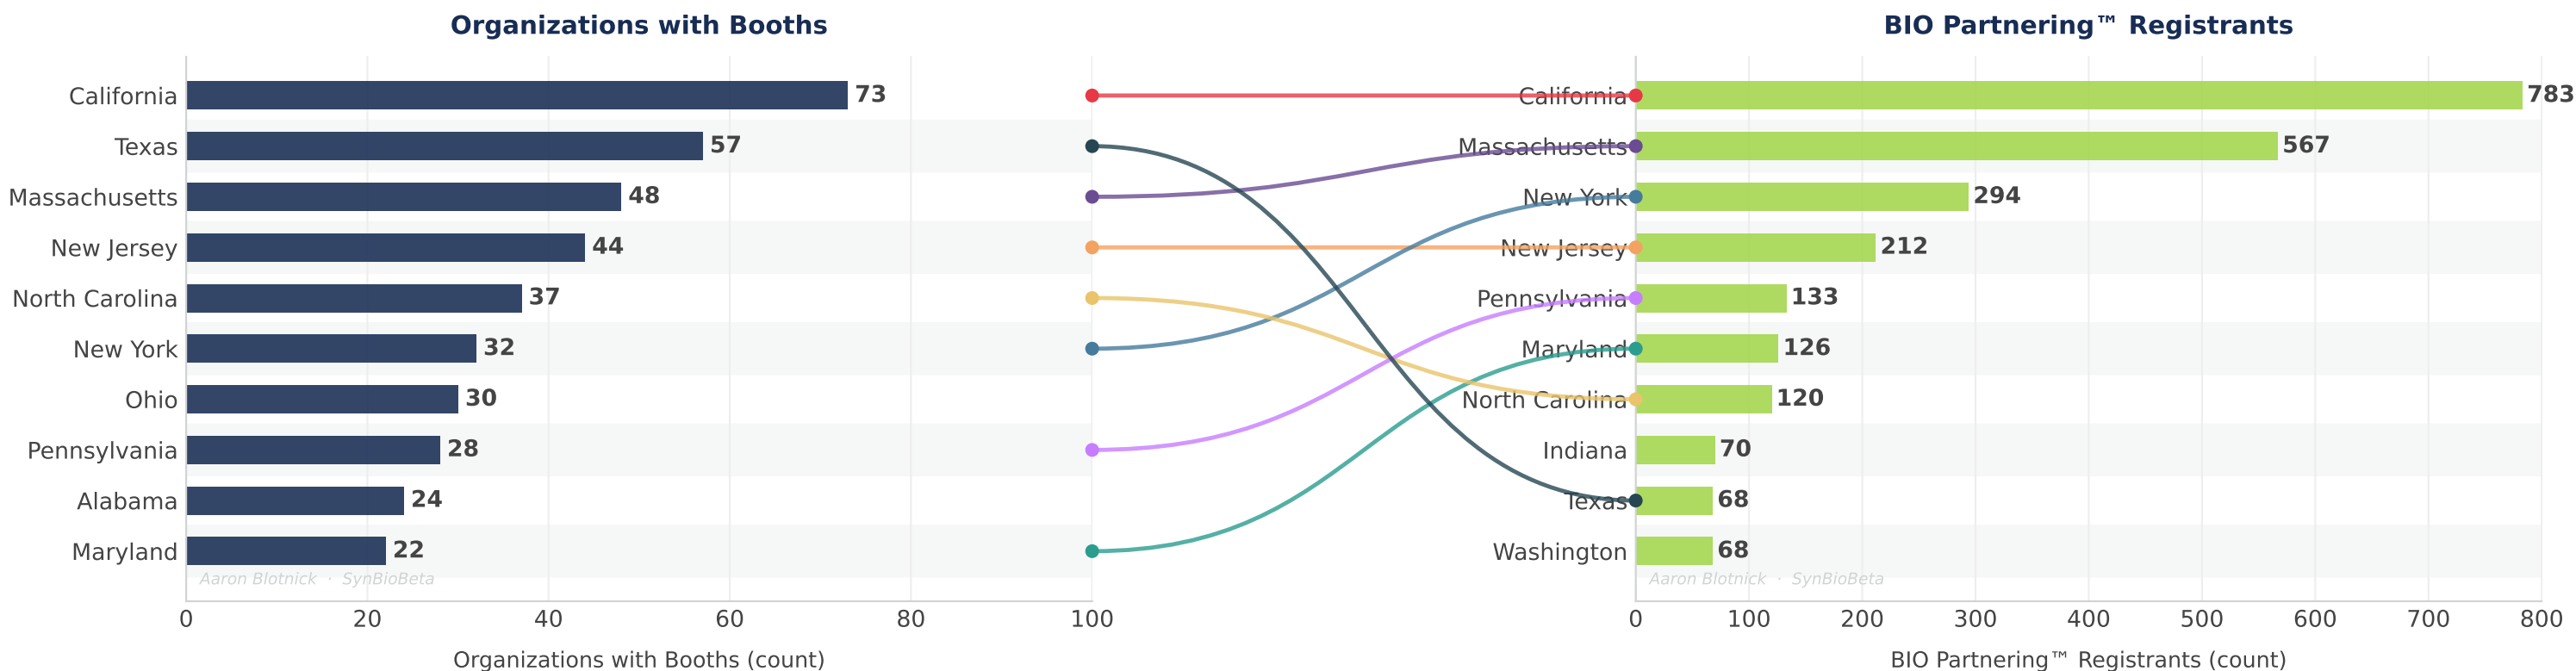 Organizations with Booths
California 73
Texas 57
Massachusetts 48
New Jersey 44
North Carolina 37
New York 32
Ohio 30
Pennsylvania 28
Alabama 24
Maryland 22
Aaron Blotnick · SynBioBeta
0 20 40 60 80 100
Organizations with Booths (count)
BIO Partnering™ Registrants
California 783
Massachusetts 567
New York 294
New Jersey 212
Pennsylvania 133
Maryland 126
North Carolina 120
Indiana 70
Texas 68
Washington 68
Aaron Blotnick · SynBioBeta
0 100 200 300 400 500 600 700 800
BIO Partnering™ Registrants (count)